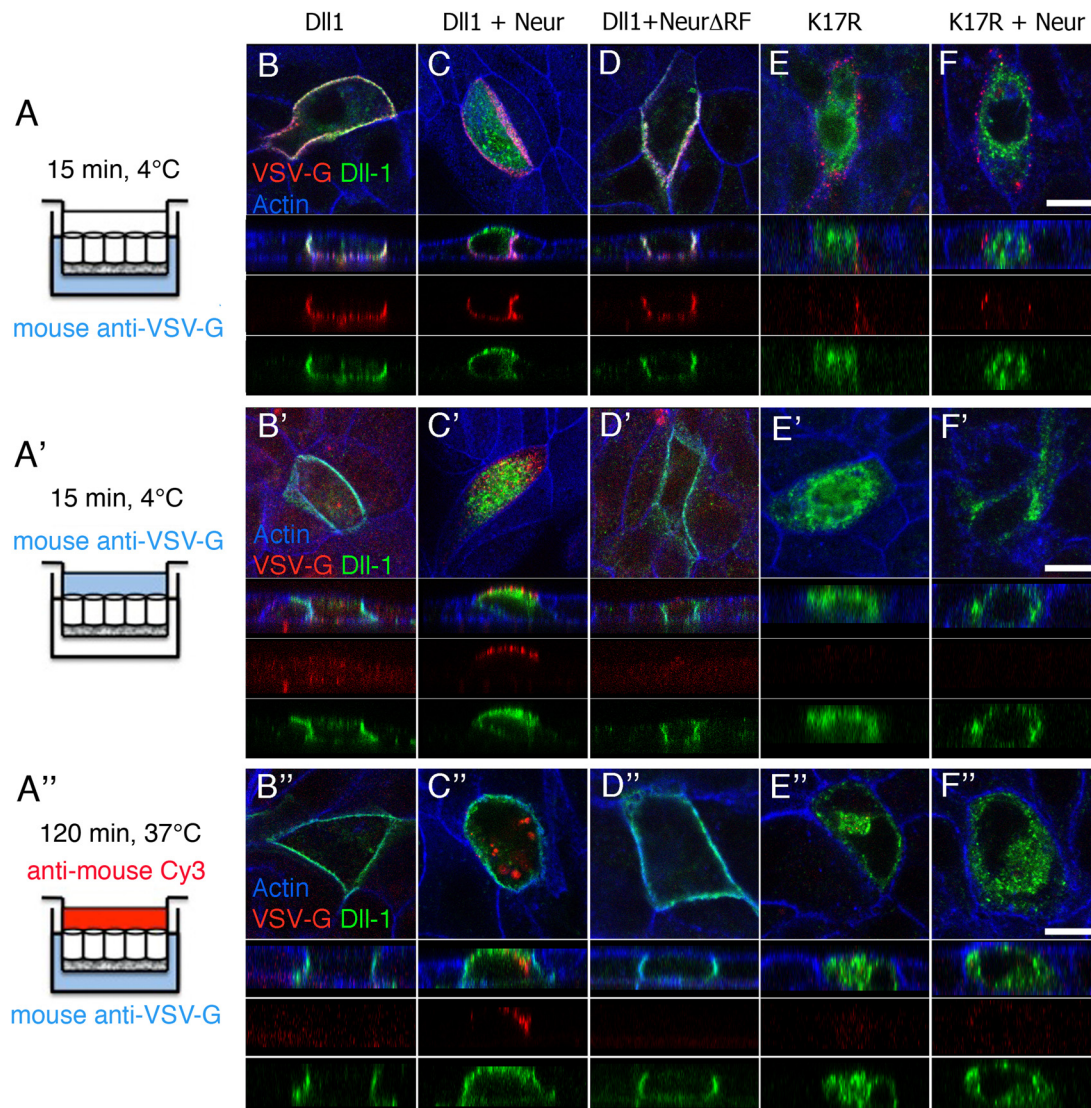 Dll1 Dll1 + Neur Dll1+NeurΔRF K17R K17R + Neur
A
15 min, 4°C
mouse anti-VSV-G
B C D E F
VSV-G Dll-1
Actin
A'
15 min, 4°C
mouse anti-VSV-G
B' C' D' E' F'
Actin
VSV-G Dll-1
A''
120 min, 37°C
anti-mouse Cy3
mouse anti-VSV-G
B'' C'' D'' E'' F''
Actin
VSV-G Dll-1